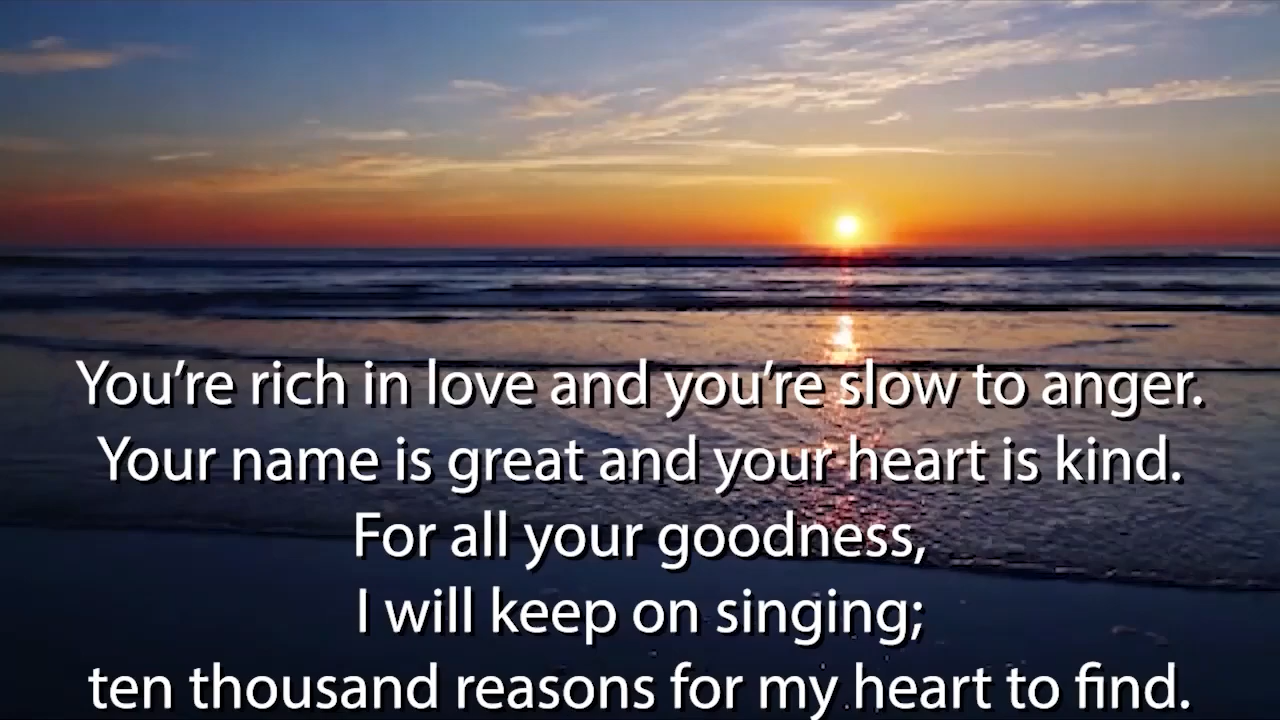 You’re rich in love and you’re slow to anger.
Your name is great and your heart is kind.
For all your goodness,
I will keep on singing;
ten thousand reasons for my heart to find.